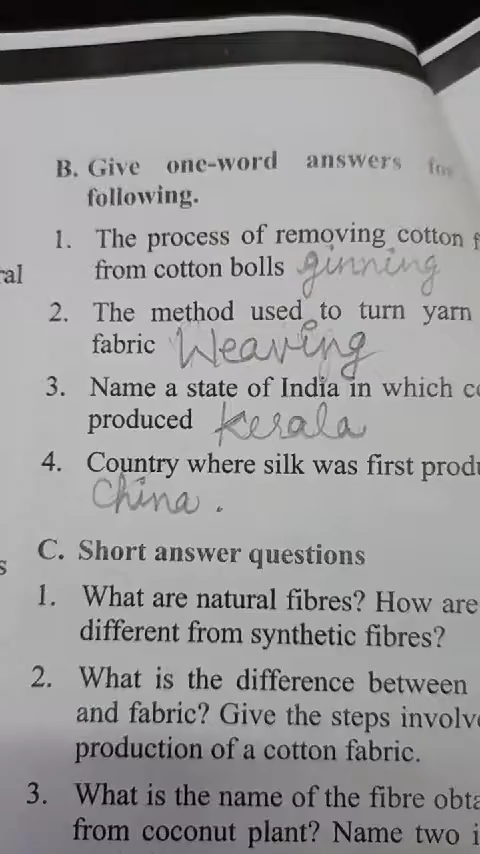 B. Give one-word answers for
following.
1. The process of removing cotton
ral
from cotton bolls ginning
2. The method used to turn yarn
fabric Weaving
3. Name a state of India in which
produced Kerala
4. Country where silk was first
China.
C. Short answer questions
s
1. What are natural fibres? How are
different from synthetic fibres?
2. What is the difference between
and fabric? Give the steps
production of a cotton fabric.
3. What is the name of the fibre
from coconut plant? Name two